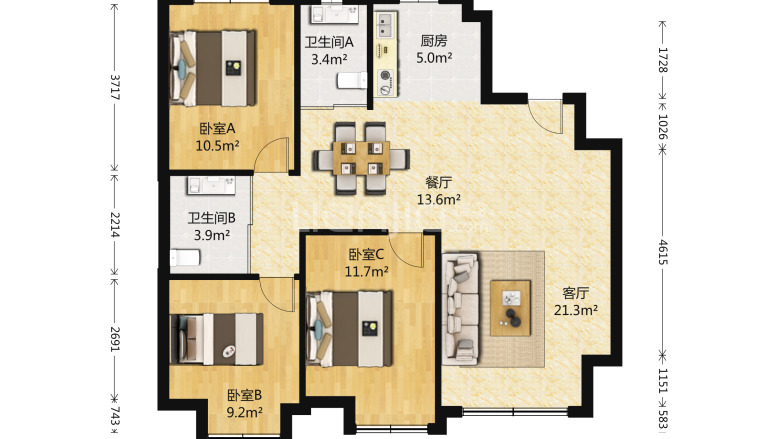 卫生间A
3.4m²
厨房
5.0m²
卧室A
10.5m²
餐厅
13.6m²
卫生间B
3.9m²
卧室C
11.7m²
客厅
21.3m²
卧室B
9.2m²
3717
2214
2691
743
1728
1026
4615
1151
583